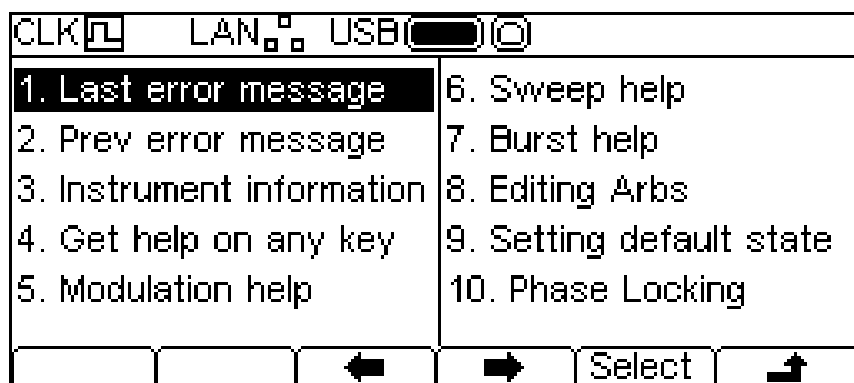 CLK LAN USB
1. Last error message
2. Prev error message
3. Instrument information
4. Get help on any key
5. Modulation help
6. Sweep help
7. Burst help
8. Editing Arbs
9. Setting default state
10. Phase Locking
Select